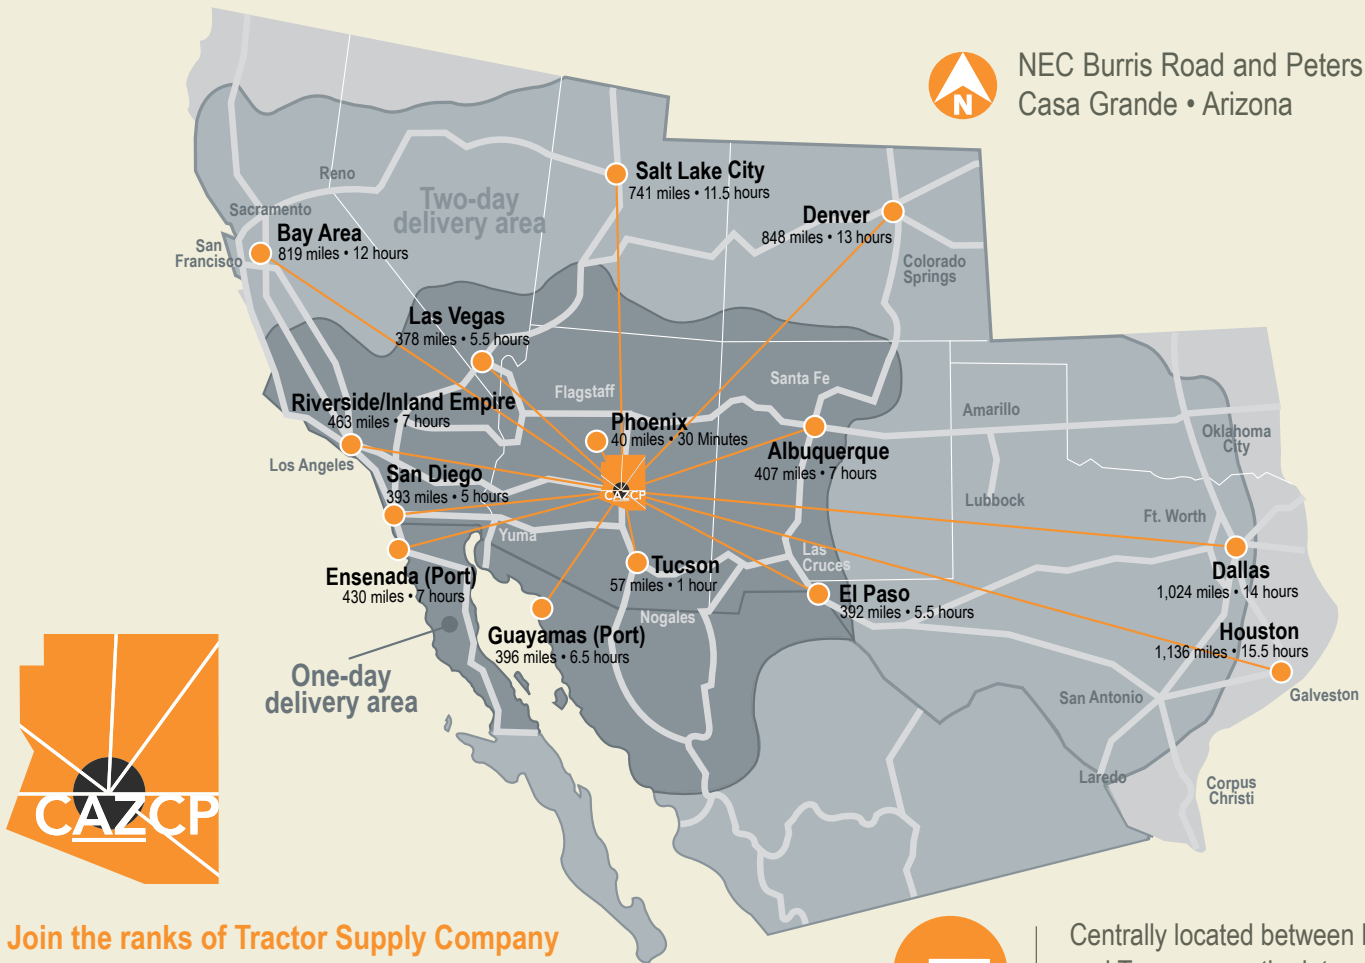 NEC Burris Road and Peters
Casa Grande • Arizona
N
Salt Lake City
741 miles • 11.5 hours
Reno
Two-day
delivery area
Sacramento
Denver
848 miles • 13 hours
Bay Area
819 miles • 12 hours
San
Francisco
Colorado
Springs
Las Vegas
378 miles • 5.5 hours
Santa Fe
Flagstaff
Riverside/Inland Empire
463 miles • 7 hours
Amarillo
Phoenix
40 miles • 30 Minutes
Oklahoma
City
Albuquerque
407 miles • 7 hours
Los Angeles
San Diego
393 miles • 5 hours
CAZCP
Lubbock
Ft. Worth
Yuma
Las
Cruces
Tucson
57 miles • 1 hour
Ensenada (Port)
430 miles • 7 hours
Dallas
1,024 miles • 14 hours
El Paso
392 miles • 5.5 hours
Nogales
Guayamas (Port)
396 miles • 6.5 hours
Houston
1,136 miles • 15.5 hours
One-day
delivery area
San Antonio
Galveston
Laredo
Corpus
Christi
CAZCP
Join the ranks of Tractor Supply Company
Centrally located between